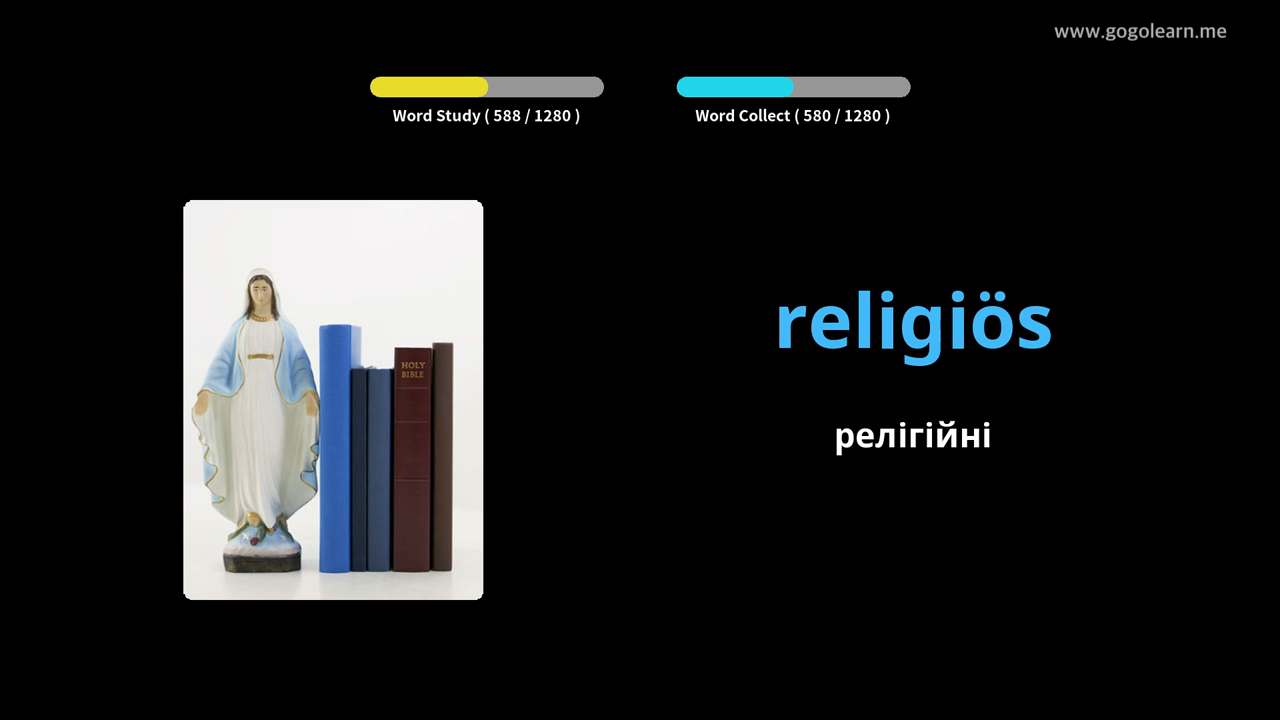 www.gogolearn.me
Word Study ( 588 / 1280 )
Word Collect ( 580 / 1280 )
HOLY
BIBLE
religiös
релігійні